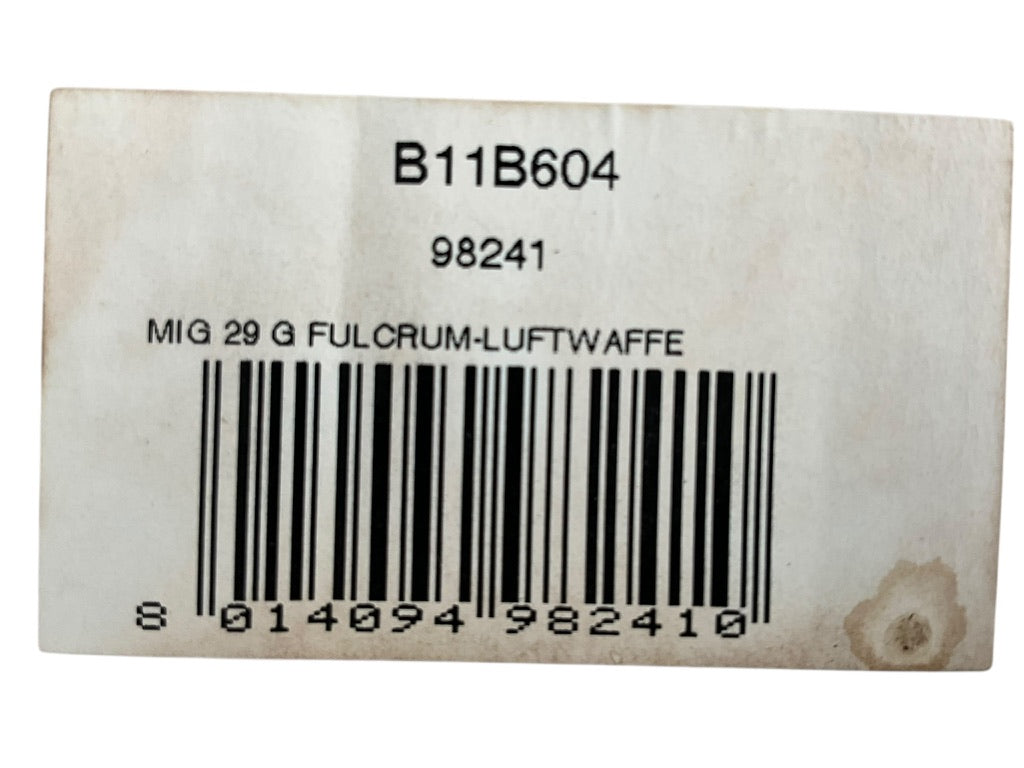 B11B604
98241
MIG 29 G FULCRUM-LUFTWAFFE
8 014094 982410